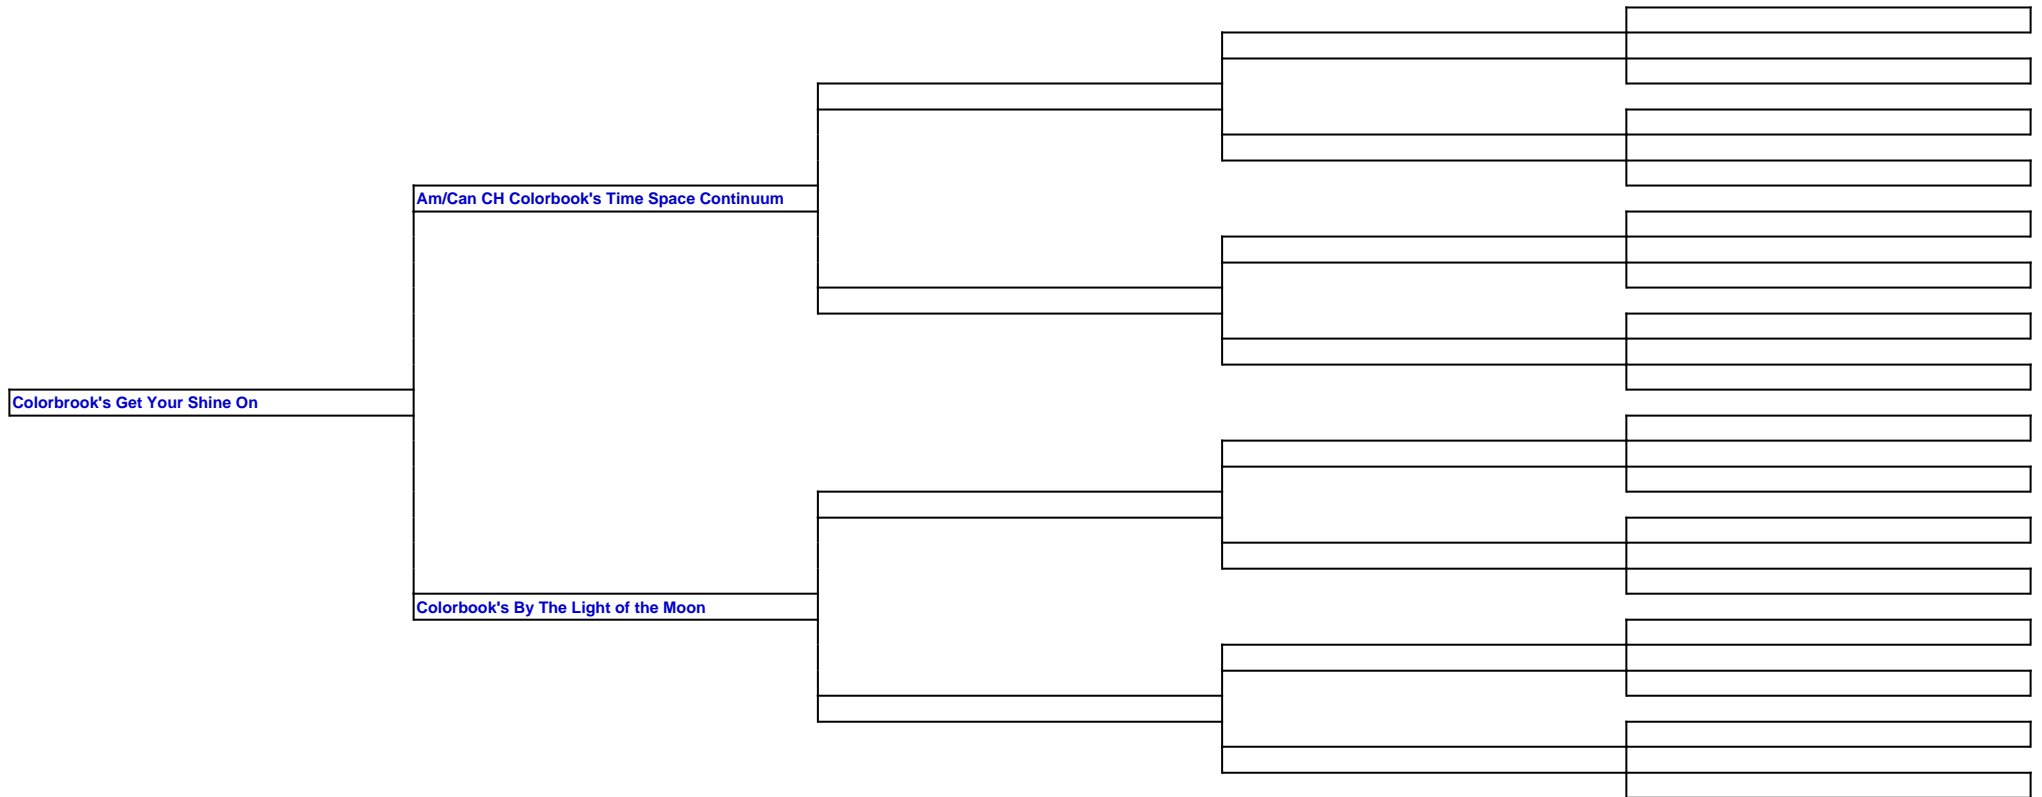 Am/Can CH Colorbook's Time Space Continuum
Colorbrook's Get Your Shine On
Colorbook's By The Light of the Moon